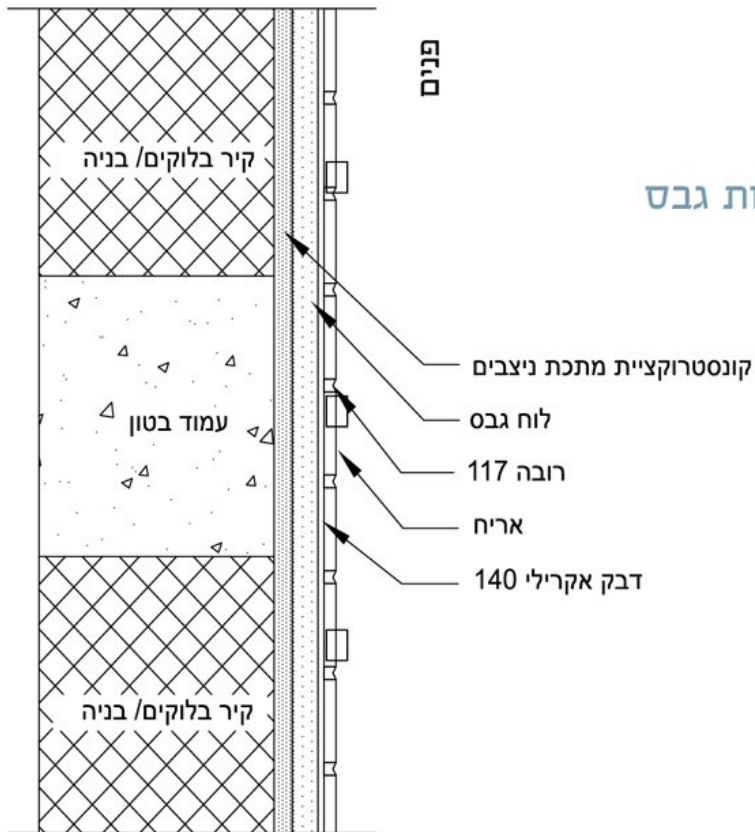 פנים
קיר בלוקים/ בניה
ות גבס
קונסטרוקציית מתכת ניצבים
לוח גבס
עמוד בטון
רובה 117
אריח
דבק אקרילי 140
קיר בלוקים/ בניה